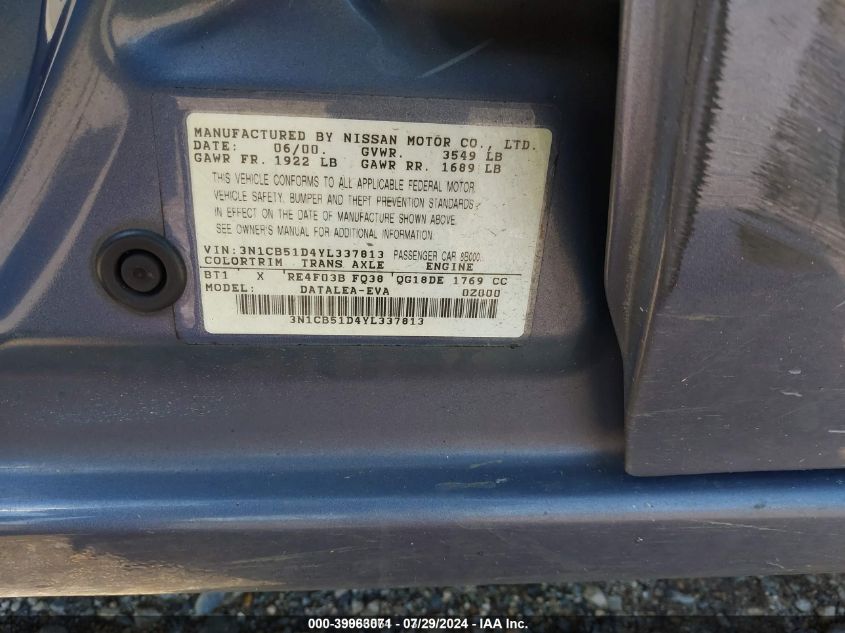 MANUFACTURED BY NISSAN MOTOR CO., LTD.
DATE: 06/00. GVWR. 3549 LB
GAWR FR. 1922 LB GAWR RR. 1689 LB
THIS VEHICLE CONFORMS TO ALL APPLICABLE FEDERAL MOTOR
VEHICLE SAFETY, BUMPER AND THEFT PREVENTION STANDARDS
IN EFFECT ON THE DATE OF MANUFACTURE SHOWN ABOVE.
SEE OWNER'S MANUAL FOR ADDITIONAL INFORMATION.
VIN:3N1CB51D4YL337813 PASSENGER CAR 8B000
COLORTRIM TRANS AXLE ENGINE
BT1 X RE4F03B FQ38 QG18DE 1769 CC
MODEL: DATALEA-EVA 0Z000
3N1CB51D4YL337813
000-39963071 - 07/29/2024 - IAA Inc.